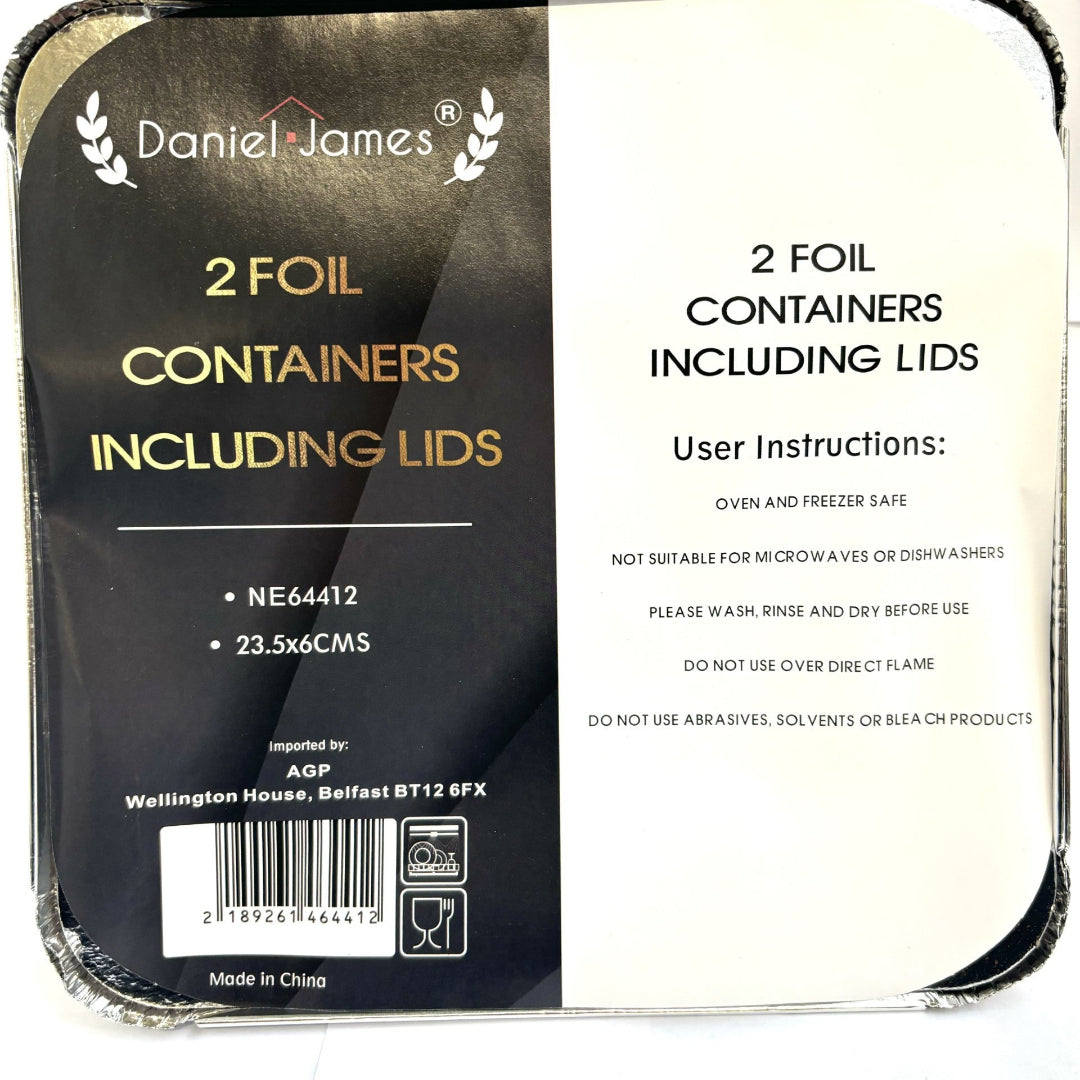 Daniel James ®
2 FOIL
CONTAINERS
INCLUDING LIDS
• NE64412
• 23.5x6CMS
Imported by:
AGP
Wellington House, Belfast BT12 6FX
2 189261 464412
Made in China
2 FOIL
CONTAINERS
INCLUDING LIDS
User Instructions:
OVEN AND FREEZER SAFE
NOT SUITABLE FOR MICROWAVES OR DISHWASHERS
PLEASE WASH, RINSE AND DRY BEFORE USE
DO NOT USE OVER DIRECT FLAME
DO NOT USE ABRASIVES, SOLVENTS OR BLEACH PRODUCTS